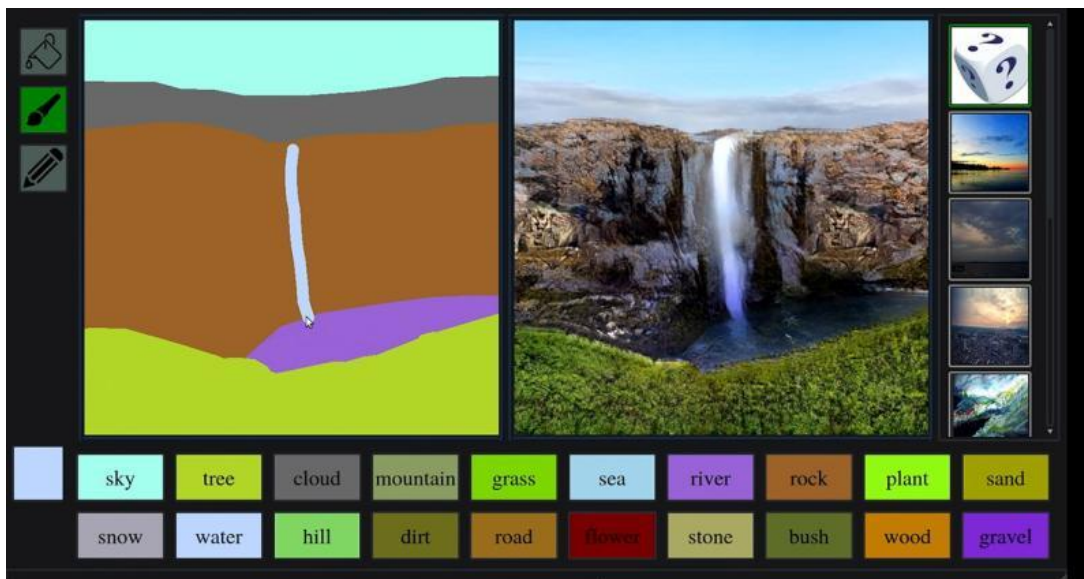 ? ? ?
sky tree cloud mountain grass sea river rock plant sand
snow water hill dirt road flower stone bush wood gravel